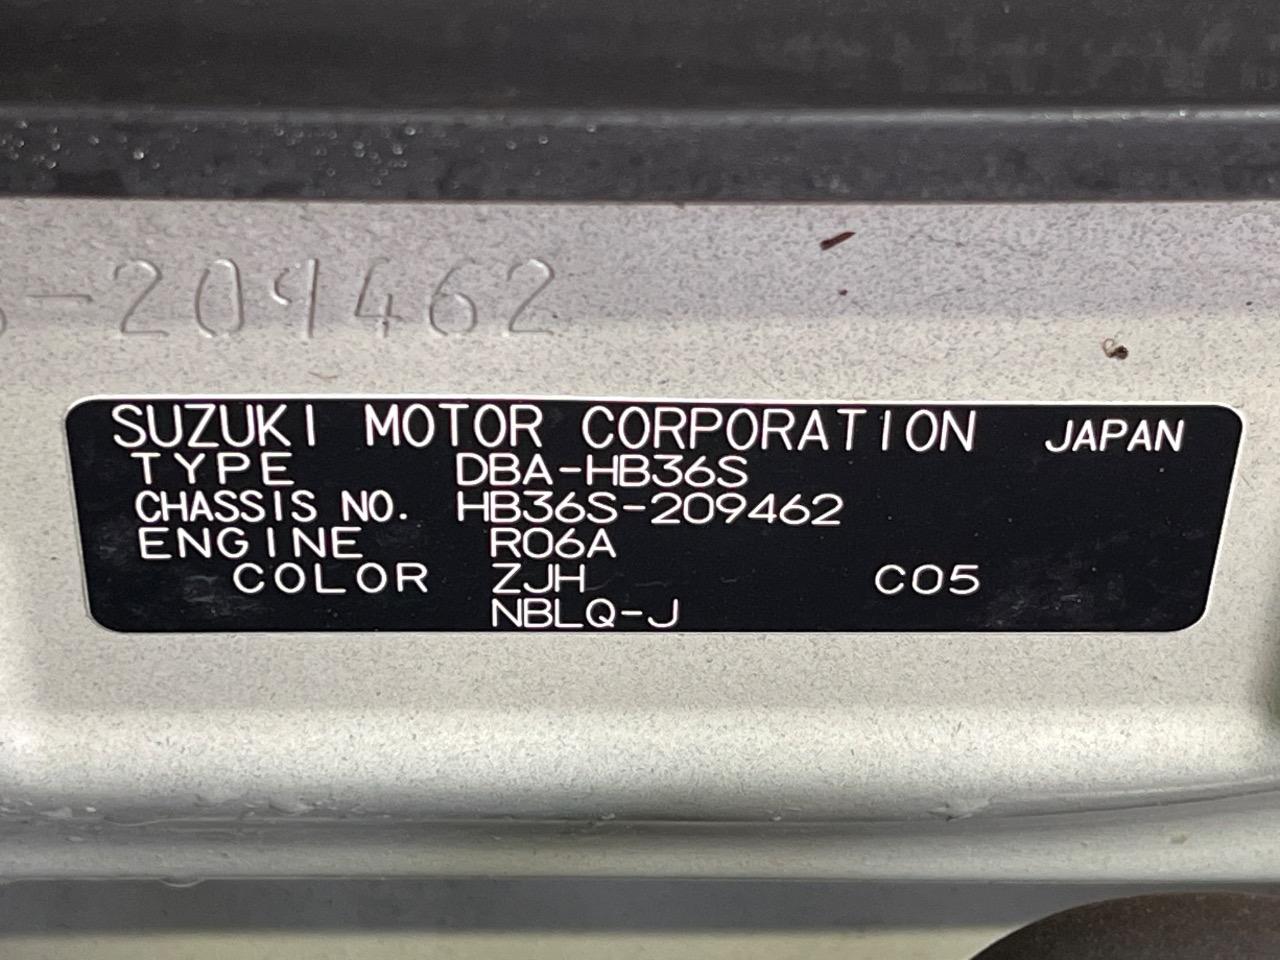 -209462
SUZUKI MOTOR CORPORATION JAPAN
TYPE DBA-HB36S
CHASSIS NO. HB36S-209462
ENGINE R06A
COLOR ZJH C05
NBLQ-J